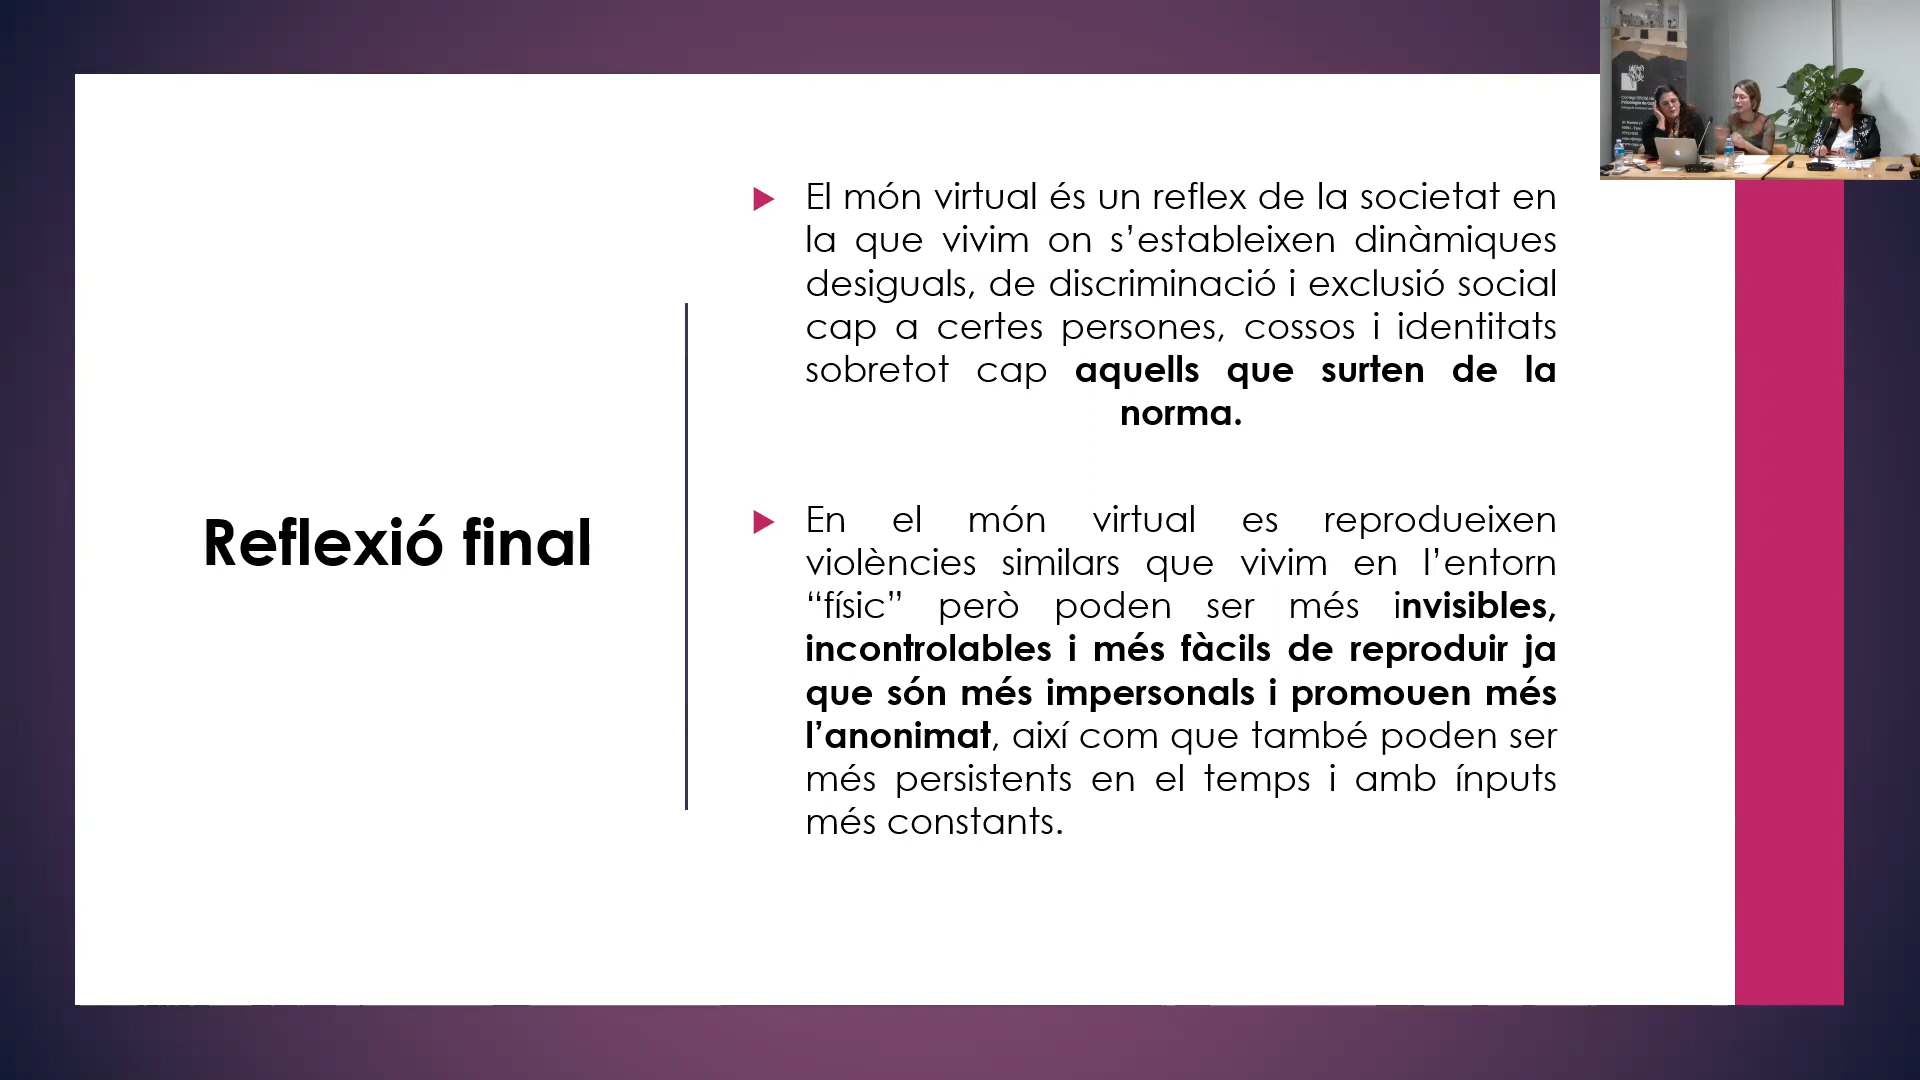 Reflexió final
El món virtual és un reflex de la societat en
la que vivim on s’estableixen dinàmiques
desiguals, de discriminació i exclusió social
cap a certes persones, cossos i identitats
sobretot cap aquells que surten de la
norma.
En el món virtual es reprodueixen
violències similars que vivim en l’entorn
“físic” però poden ser més invisibles,
incontrolables i més fàcils de reproduir ja
que són més impersonals i promouen més
l’anonimat, així com que també poden ser
més persistents en el temps i amb ínputs
més constants.